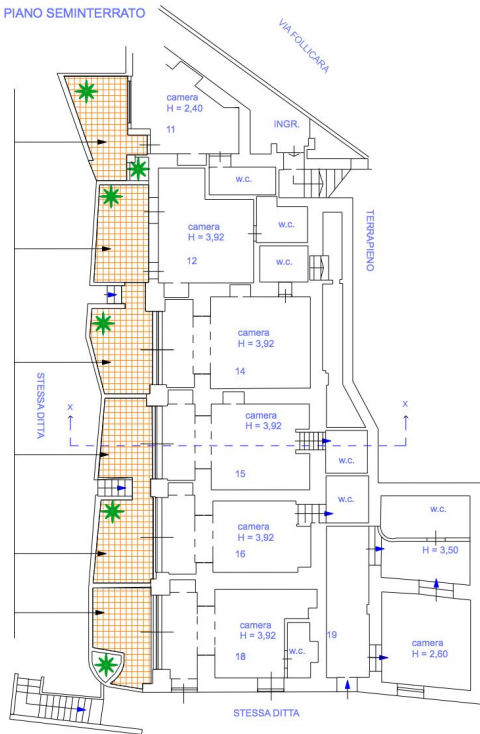 PIANO SEMINTERRATO
VIA FOLLICARA
camera
H = 2,40
11
INGR.
w.c.
camera
H = 3,92
12
w.c.
w.c.
TERRAPIENO
camera
H = 3,92
14
STESSA DITTA
x
x
camera
H = 3,92
15
w.c.
w.c.
w.c.
camera
H = 3,92
16
H = 3,50
camera
H = 3,92
18
w.c.
19
camera
H = 2,60
STESSA DITTA